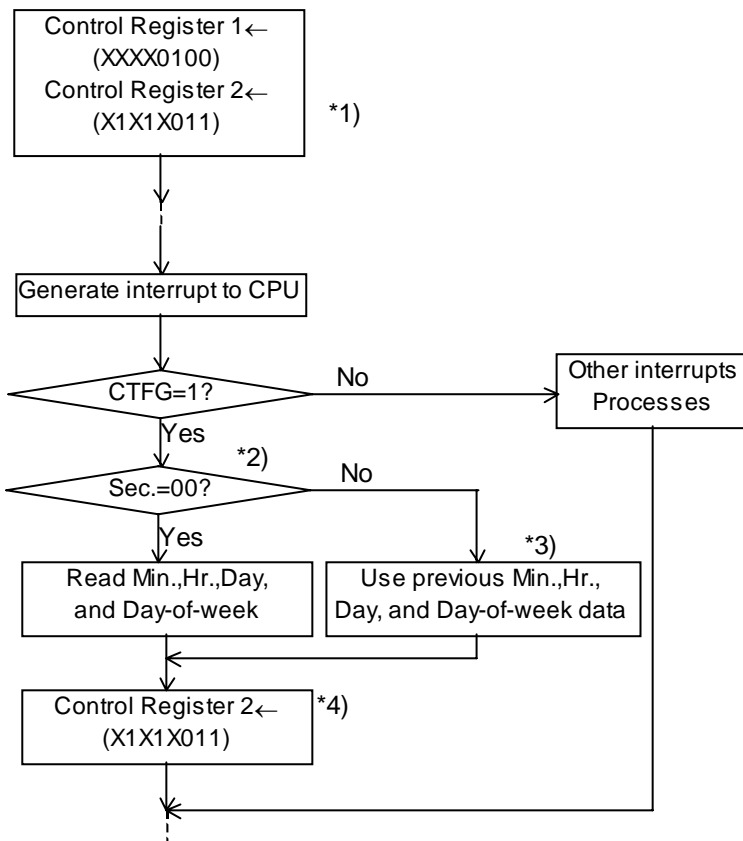 Control Register 1←
(XXXX0100)
Control Register 2←
(X1X1X011)
*1)
Generate interrupt to CPU
CTFG=1?
No
Other interrupts
Processes
Yes
*2)
Sec.=00?
No
Yes
*3)
Read Min.,Hr.,Day,
and Day-of-week
Use previous Min.,Hr.,
Day, and Day-of-week data
Control Register 2←
(X1X1X011)
*4)